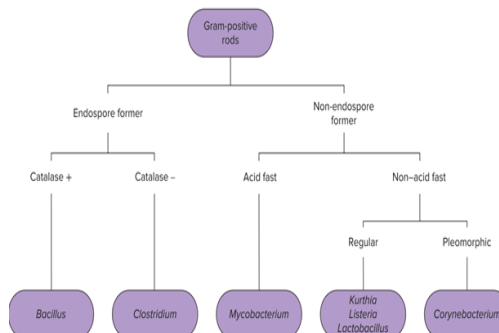 Gram-positive
rods
Endospore former
Non-endospore
former
Catalase +
Catalase –
Acid fast
Non–acid fast
Regular
Pleomorphic
Bacillus
Clostridium
Mycobacterium
Kurthia
Listeria
Lactobacillus
Corynebacterium